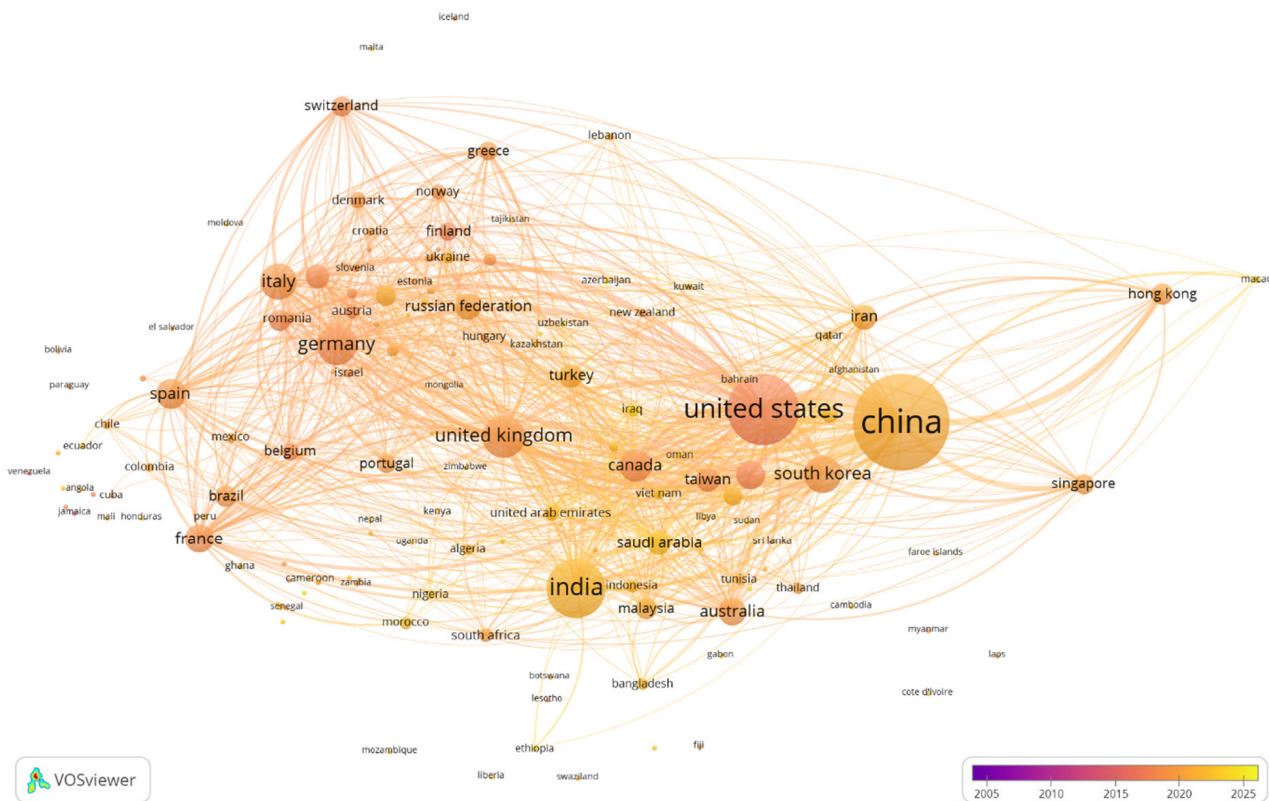 iceland
malta
switzerland
lebanon
greece
norway
denmark
tajikistan
moldova
croatia
finland
ukraine
slovenia
azerbaijan
italy
estonia
kuwait
macao
hong kong
russian federation
austria
new zealand
iran
romania
uzbekistan
el salvador
hungary
qatar
kazakhstan
germany
bolivia
israel
afghanistan
turkey
bahrain
mongolia
paraguay
spain
iraq
united states
china
chile
united kingdom
mexico
ecuador
belgium
oman
portugal
canada
colombia
zimbabwe
venezuela
south korea
taiwan
singapore
angola
cuba
viet nam
brazil
jamaica
kenya
united arab emirates
mali
honduras
peru
nepal
libya
sudan
france
uganda
saudi arabia
sri lanka
algeria
faroe islands
ghana
cameroon
zambia
tunisia
india
indonesia
thailand
nigeria
senegal
malaysia
australia
cambodia
morocco
myanmar
south africa
gabon
laos
botswana
bangladesh
cote d'ivoire
lesotho
fiji
ethiopia
mozambique
liberia
swaziland
VOSviewer
2005 2010 2015 2020 2025